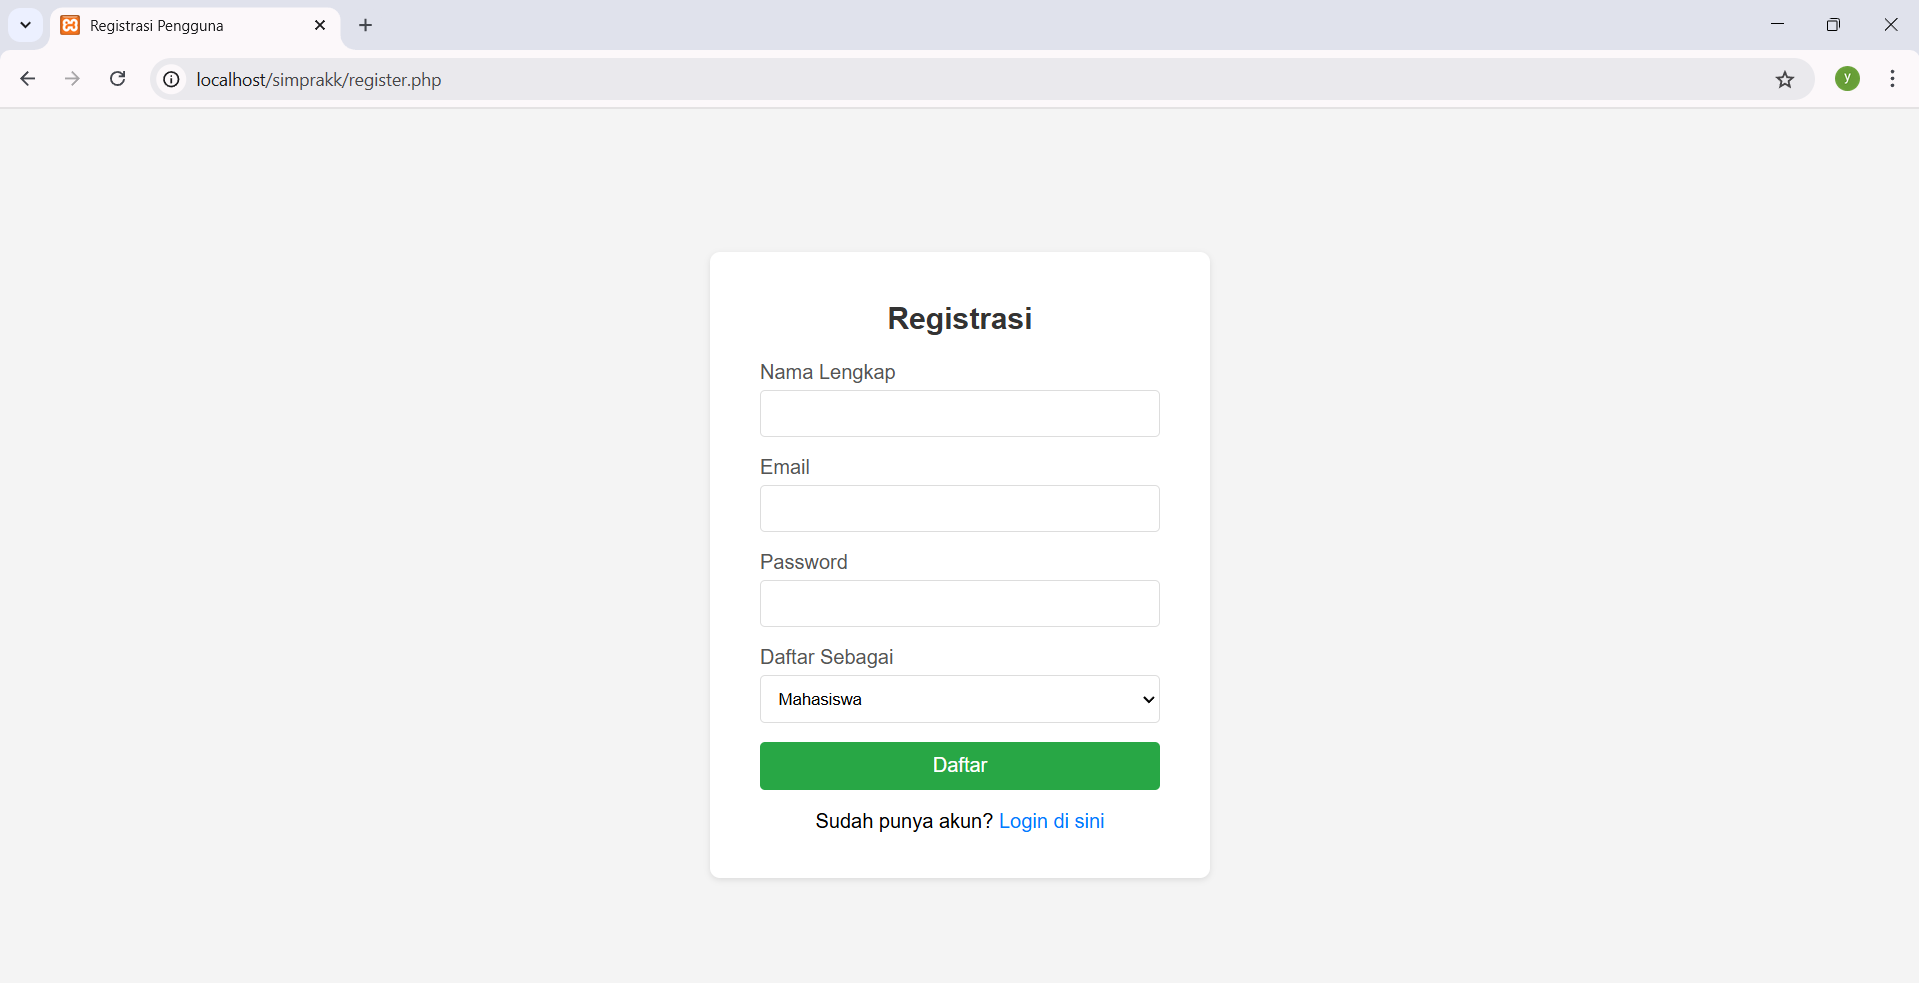 Registrasi Pengguna
localhost/simprakk/register.php
y
Registrasi
Nama Lengkap
Email
Password
Daftar Sebagai
Mahasiswa
Daftar
Sudah punya akun? Login di sini